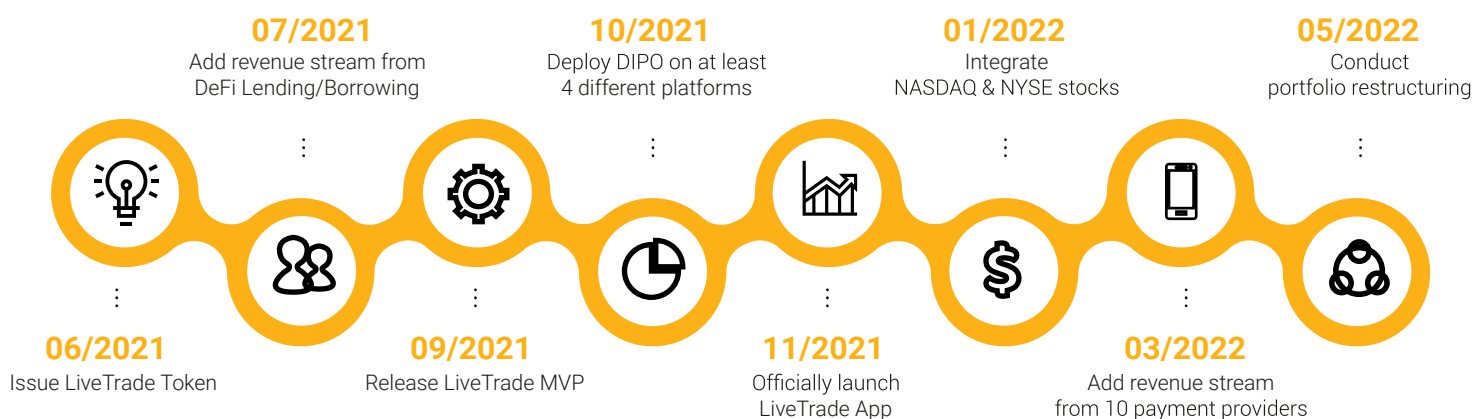 07/2021
Add revenue stream from
DeFi Lending/Borrowing
10/2021
Deploy DIPO on at least
4 different platforms
01/2022
Integrate
NASDAQ & NYSE stocks
05/2022
Conduct
portfolio restructuring
06/2021
Issue LiveTrade Token
09/2021
Release LiveTrade MVP
11/2021
Officially launch
LiveTrade App
03/2022
Add revenue stream
from 10 payment providers